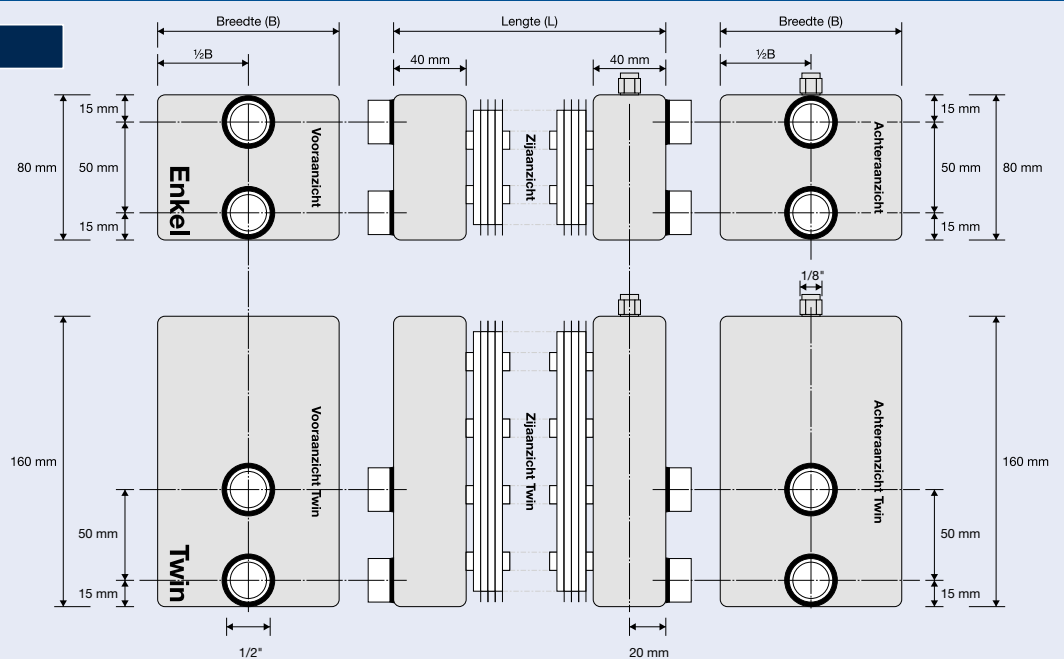 Breedte (B)
Lengte (L)
Breedte (B)
½B
40 mm
40 mm
½B
15 mm
15 mm
80 mm
50 mm
Enkel
Vooraanzicht
Zijaanzicht
Achteraanzicht
50 mm
80 mm
15 mm
15 mm
1/8"
160 mm
Vooraanzicht Twin
Zijaanzicht Twin
Achteraanzicht Twin
160 mm
50 mm
50 mm
Twin
15 mm
15 mm
1/2"
20 mm